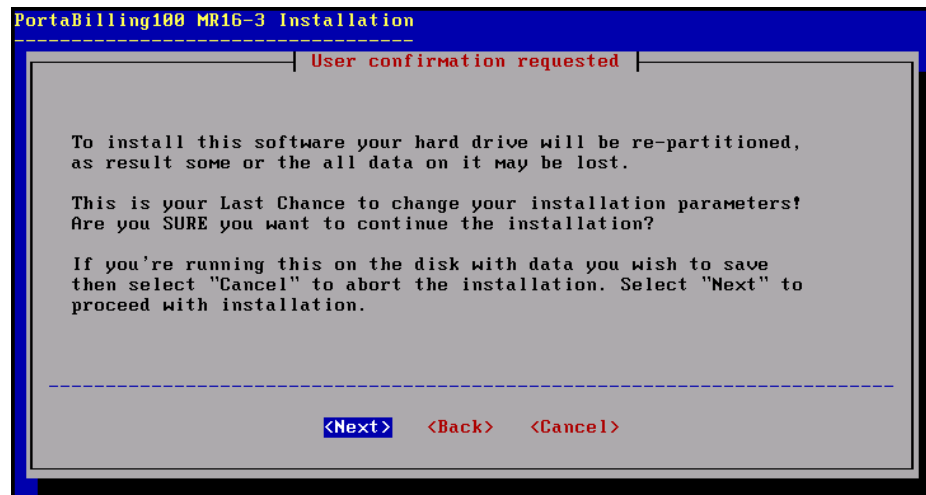 PortaBilling100 MR16-3 Installation
User confirmation requested
To install this software your hard drive will be re-partitioned,
as result some or the all data on it may be lost.
This is your Last Chance to change your installation parameters!
Are you SURE you want to continue the installation?
If you're running this on the disk with data you wish to save
then select "Cancel" to abort the installation. Select "Next" to
proceed with installation.
<Next> <Back> <Cancel>